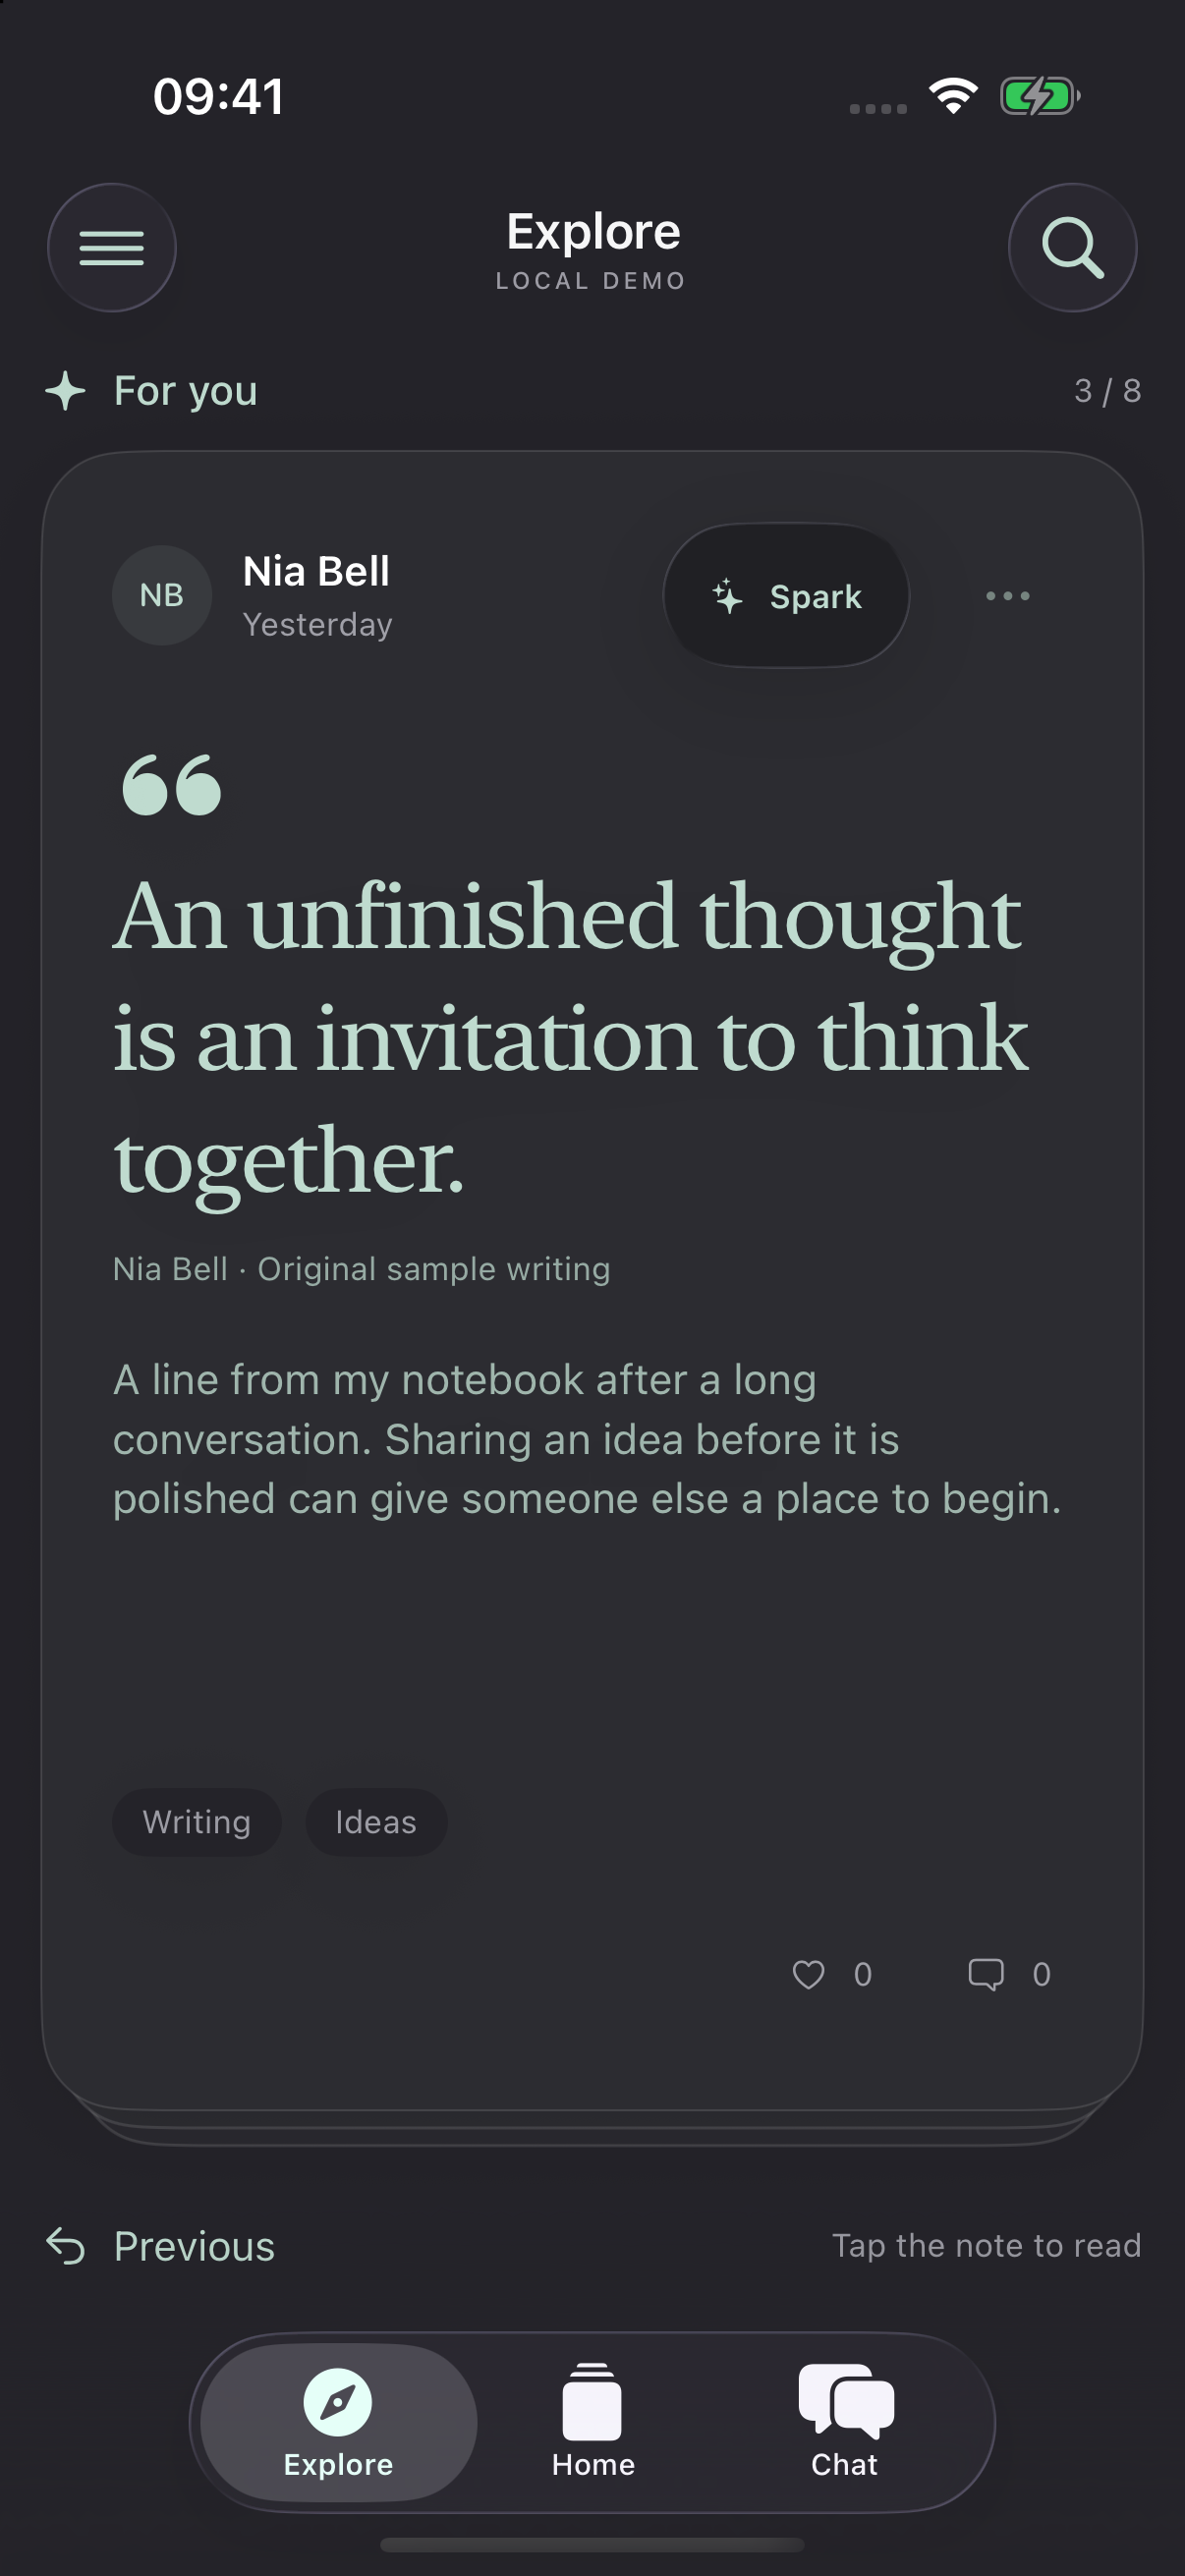 09:41
Explore
LOCAL DEMO
For you
3 / 8
NB
Nia Bell
Yesterday
Spark
An unfinished thought
is an invitation to think
together.
Nia Bell · Original sample writing
A line from my notebook after a long
conversation. Sharing an idea before it is
polished can give someone else a place to begin.
Writing
Ideas
0
0
Previous
Tap the note to read
Explore
Home
Chat